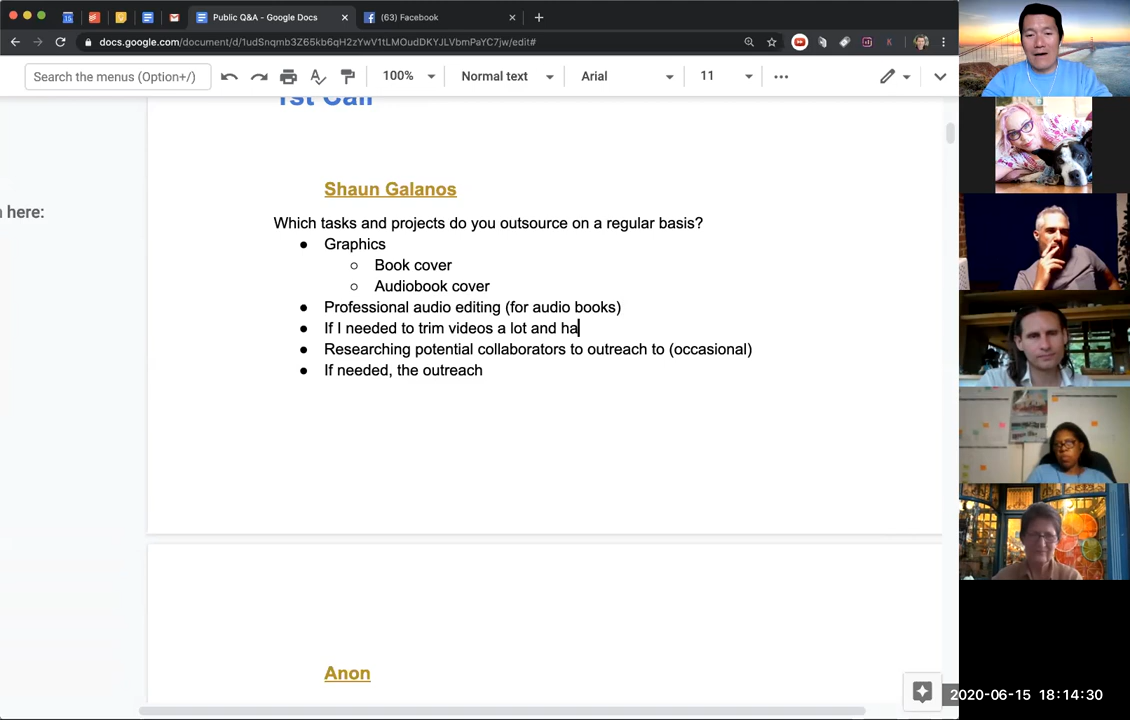 Public Q&A - Google Docs
(63) Facebook
docs.google.com/document/d/1udSnqmb3Z65kb6qH2zYwV1tLMOudDKYJLVbmPaYC7jw/edit#
Search the menus (Option+/)
100%
Normal text
Arial
11
1st Call
n here:
Shaun Galanos
Which tasks and projects do you outsource on a regular basis?
● Graphics
○ Book cover
○ Audiobook cover
● Professional audio editing (for audio books)
● If I needed to trim videos a lot and ha
● Researching potential collaborators to outreach to (occasional)
● If needed, the outreach
Anon
2020-06-15 18:14:30